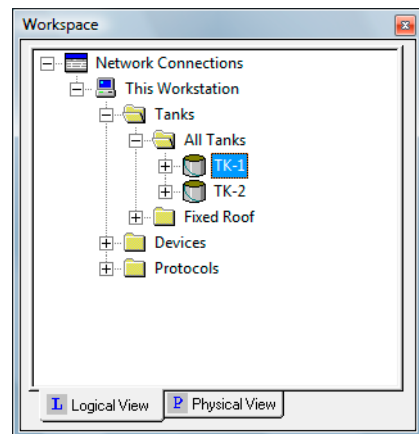 Workspace
Network Connections
This Workstation
Tanks
All Tanks
TK-1
TK-2
Fixed Roof
Devices
Protocols
L Logical View P Physical View